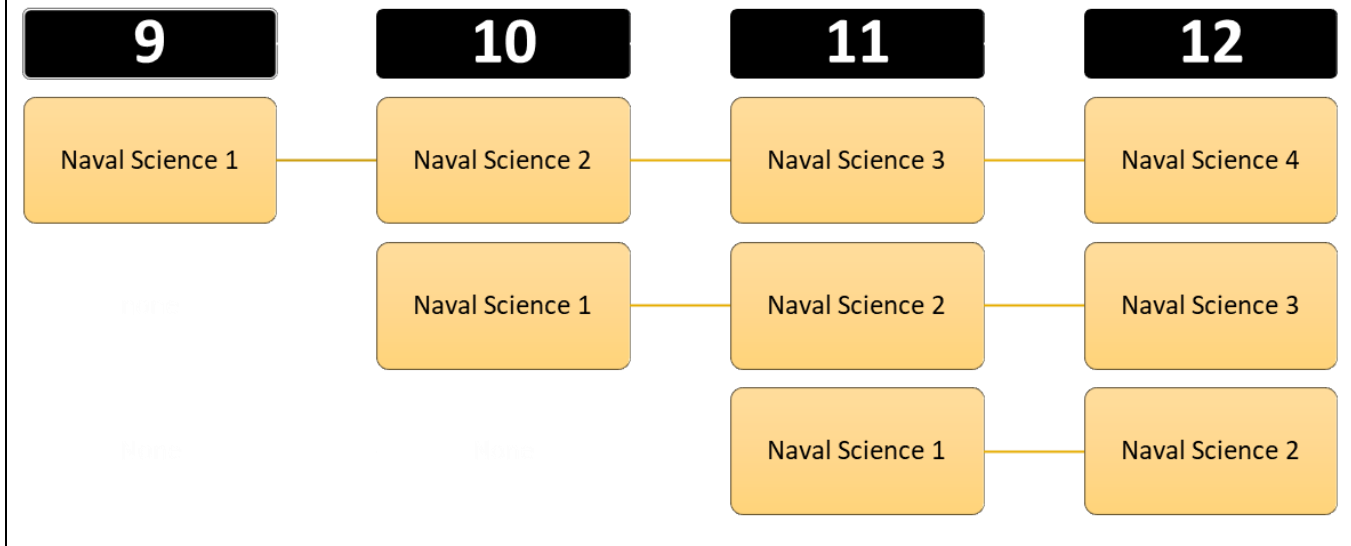 9 10 11 12
Naval Science 1 Naval Science 2 Naval Science 3 Naval Science 4
Naval Science 1 Naval Science 2 Naval Science 3
Naval Science 1 Naval Science 2